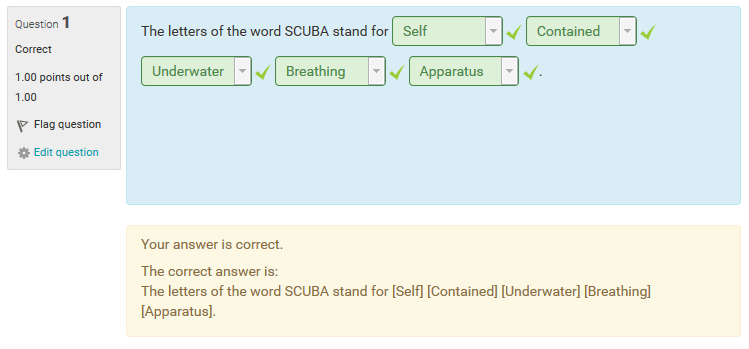 Question 1
Correct
1.00 points out of
1.00
Flag question
Edit question
The letters of the word SCUBA stand for Self Contained
Underwater Breathing Apparatus .
Your answer is correct.
The correct answer is:
The letters of the word SCUBA stand for [Self] [Contained] [Underwater] [Breathing]
[Apparatus].